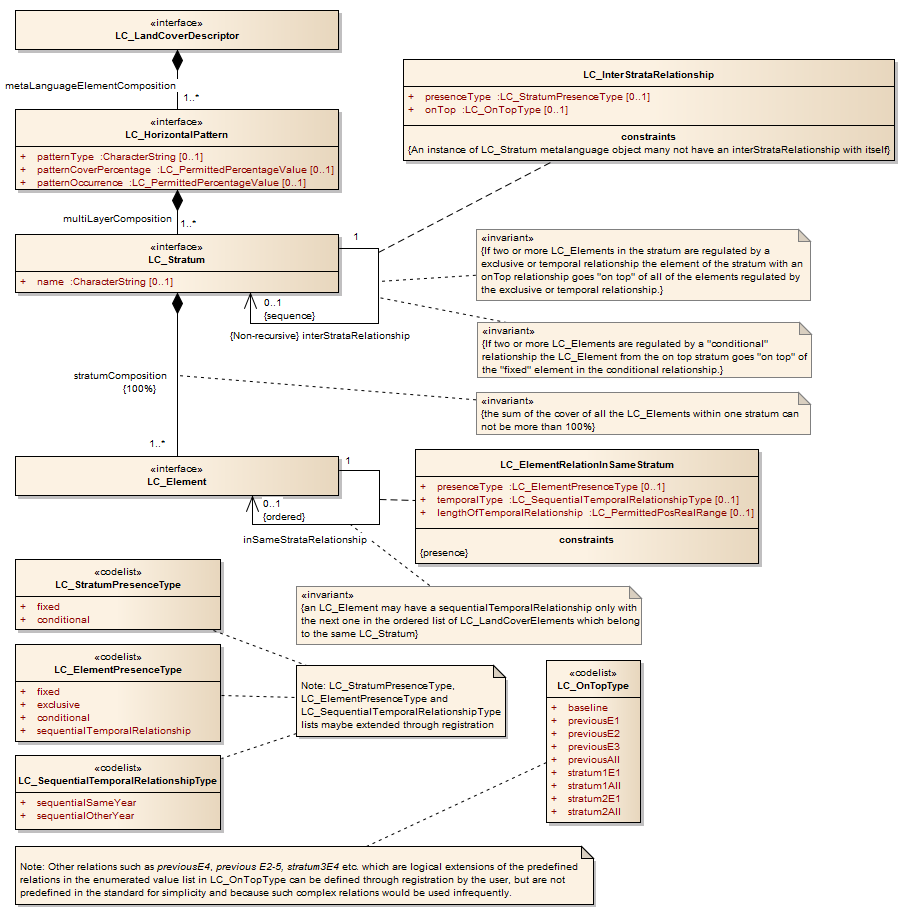 «interface»
LC_LandCoverDescriptor
metaLanguageElementComposition
1..*
«interface»
LC_HorizontalPattern
+ patternType :CharacterString [0..1]
+ patternCoverPercentage :LC_PermittedPercentageValue [0..1]
+ patternOccurrence :LC_PermittedPercentageValue [0..1]
multiLayerComposition
1..*
LC_InterStrataRelationship
+ presenceType :LC_StratumPresenceType [0..1]
+ onTop :LC_OnTopType [0..1]
constraints
{An instance of LC_Stratum metalanguage object many not have an interStrataRelationship with itself}
«interface»
LC_Stratum
+ name :CharacterString [0..1]
1
0..1
{sequence}
{Non-recursive} interStrataRelationship
«invariant»
{If two or more LC_Elements in the stratum are regulated by a
exclusive or temporal relationship the element of the stratum with an
onTop relationship goes "on top" of all of the elements regulated by
the exclusive or temporal relationship.}
«invariant»
{If two or more LC_Elements are regulated by a "conditional"
relationship the LC_Element from the on top stratum goes "on top" of
the "fixed" element in the conditional relationship.}
stratumComposition
{100%}
«invariant»
{the sum of the cover of all the LC_Elements within one stratum can
not be more than 100%}
1..*
«interface»
LC_Element
1
0..1
{ordered}
inSameStrataRelationship
LC_ElementRelationInSameStratum
+ presenceType :LC_ElementPresenceType [0..1]
+ temporalType :LC_SequentialTemporalRelationshipType [0..1]
+ lengthOfTemporalRelationship :LC_PermittedPosRealRange [0..1]
constraints
{presence}
«codelist»
LC_StratumPresenceType
+ fixed
+ conditional
«invariant»
{an LC_Element may have a sequentialTemporalRelationship only with
the next one in the ordered list of LC_LandCoverElements which belong
to the same LC_Stratum}
«codelist»
LC_ElementPresenceType
+ fixed
+ exclusive
+ conditional
+ sequentialTemporalRelationship
Note: LC_StratumPresenceType,
LC_ElementPresenceType and
LC_SequentialTemporalRelationshipType
lists maybe extended through registration
«codelist»
LC_OnTopType
+ baseline
+ previousE1
+ previousE2
+ previousE3
+ previousAll
+ stratum1E1
+ stratum1All
+ stratum2E1
+ stratum2All
«codelist»
LC_SequentialTemporalRelationshipType
+ sequentialSameYear
+ sequentialOtherYear
Note: Other relations such as previousE4, previous E2-5, stratum3E4 etc. which are logical extensions of the predefined
relations in the enumerated value list in LC_OnTopType can be defined through registration by the user, but are not
predefined in the standard for simplicity and because such complex relations would be used infrequently.